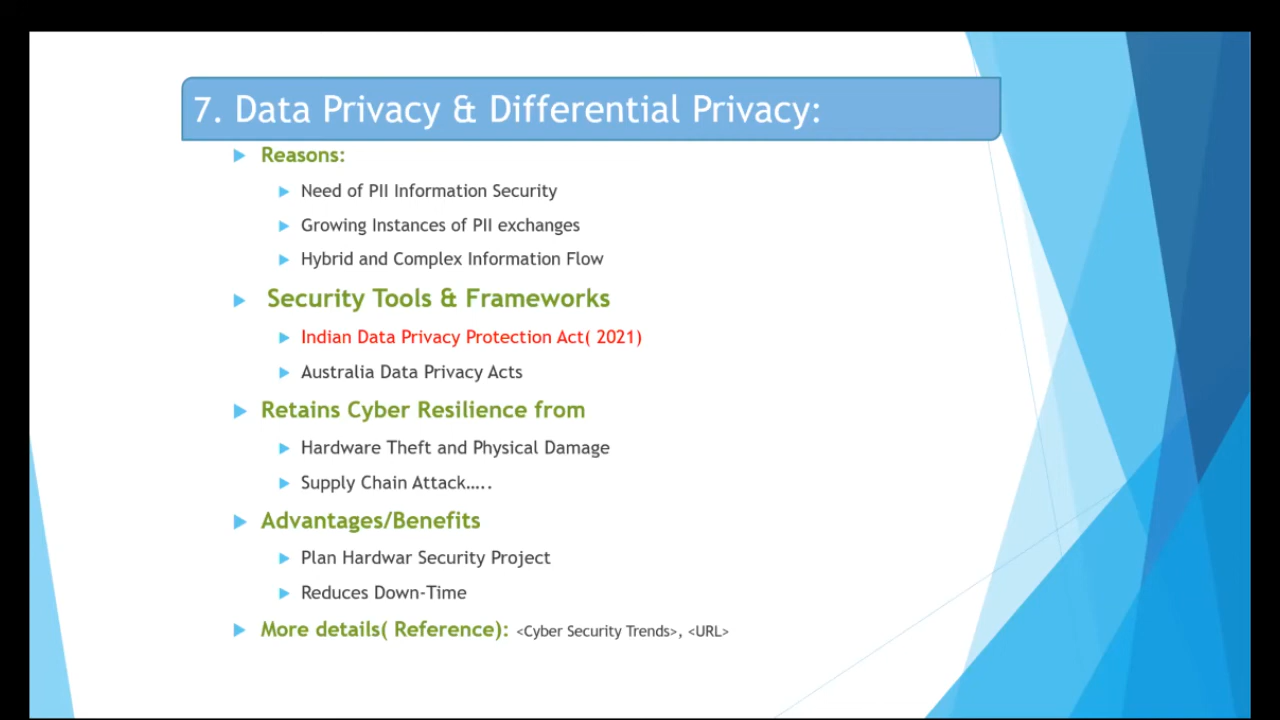 7. Data Privacy & Differential Privacy:
Reasons:
Need of PII Information Security
Growing Instances of PII exchanges
Hybrid and Complex Information Flow
Security Tools & Frameworks
Indian Data Privacy Protection Act( 2021)
Australia Data Privacy Acts
Retains Cyber Resilience from
Hardware Theft and Physical Damage
Supply Chain Attack…..
Advantages/Benefits
Plan Hardwar Security Project
Reduces Down-Time
More details( Reference): <Cyber Security Trends>, <URL>